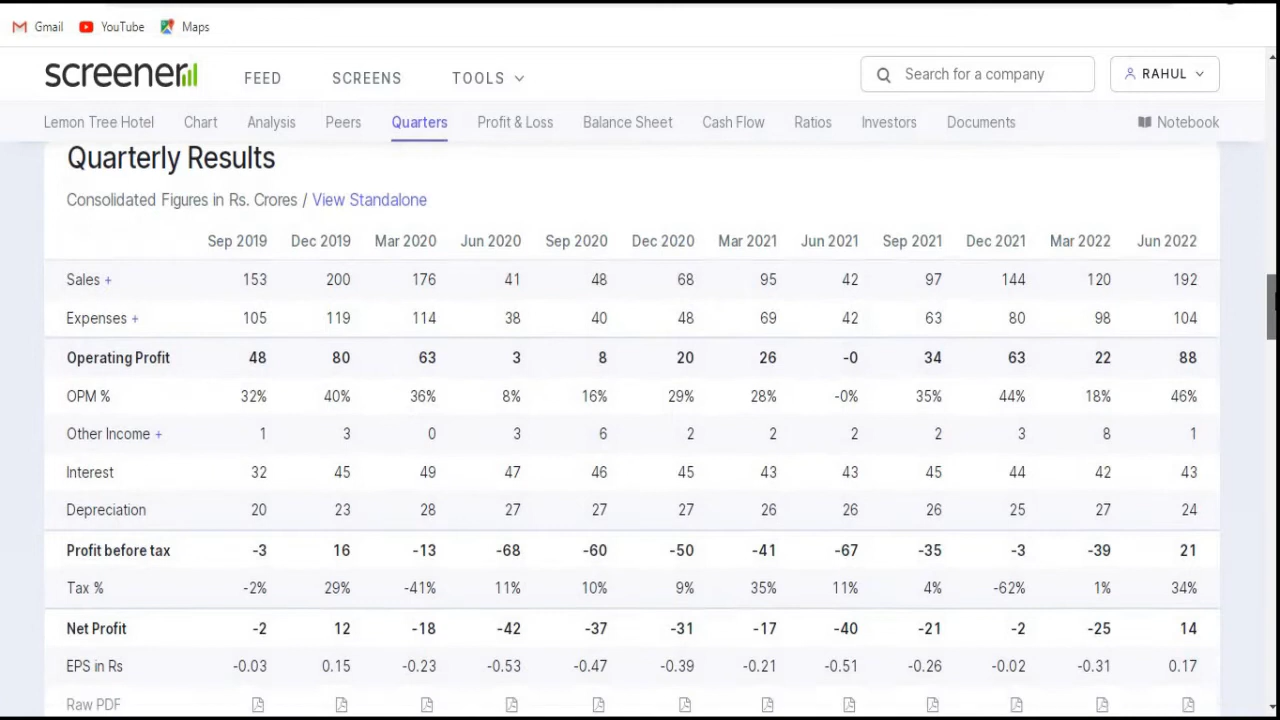 Gmail YouTube Maps
screener FEED SCREENS TOOLS Search for a company RAHUL
Lemon Tree Hotel Chart Analysis Peers Quarters Profit & Loss Balance Sheet Cash Flow Ratios Investors Documents Notebook
Quarterly Results
Consolidated Figures in Rs. Crores / View Standalone
Sep 2019 Dec 2019 Mar 2020 Jun 2020 Sep 2020 Dec 2020 Mar 2021 Jun 2021 Sep 2021 Dec 2021 Mar 2022 Jun 2022
Sales + 153 200 176 41 48 68 95 42 97 144 120 192
Expenses + 105 119 114 38 40 48 69 42 63 80 98 104
Operating Profit 48 80 63 3 8 20 26 -0 34 63 22 88
OPM % 32% 40% 36% 8% 16% 29% 28% -0% 35% 44% 18% 46%
Other Income + 1 3 0 3 6 2 2 2 2 3 8 1
Interest 32 45 49 47 46 45 43 43 45 44 42 43
Depreciation 20 23 28 27 27 27 26 26 26 25 27 24
Profit before tax -3 16 -13 -68 -60 -50 -41 -67 -35 -3 -39 21
Tax % -2% 29% -41% 11% 10% 9% 35% 11% 4% -62% 1% 34%
Net Profit -2 12 -18 -42 -37 -31 -17 -40 -21 -2 -25 14
EPS in Rs -0.03 0.15 -0.23 -0.53 -0.47 -0.39 -0.21 -0.51 -0.26 -0.02 -0.31 0.17
Raw PDF